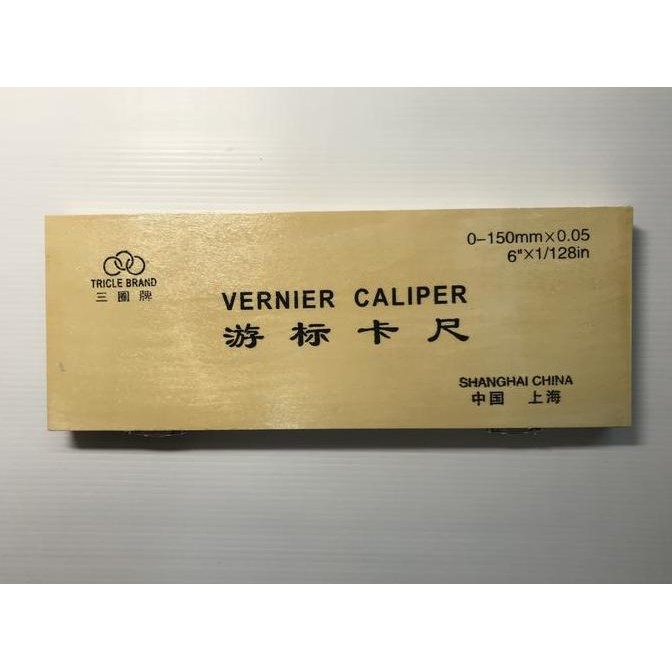 TRICLE BRAND
三圈牌
0-150mm×0.05
6"×1/128in
VERNIER CALIPER
游标卡尺
SHANGHAI CHINA
中国 上海